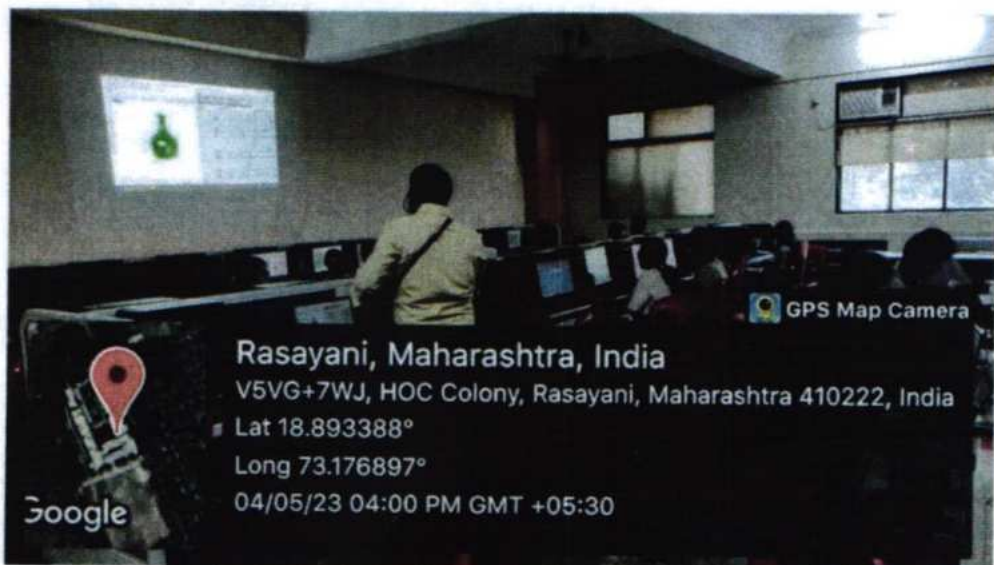 GPS Map Camera
Rasayani, Maharashtra, India
V5VG+7WJ, HOC Colony, Rasayani, Maharashtra 410222, India
Lat 18.893388°
Long 73.176897°
04/05/23 04:00 PM GMT +05:30
Google